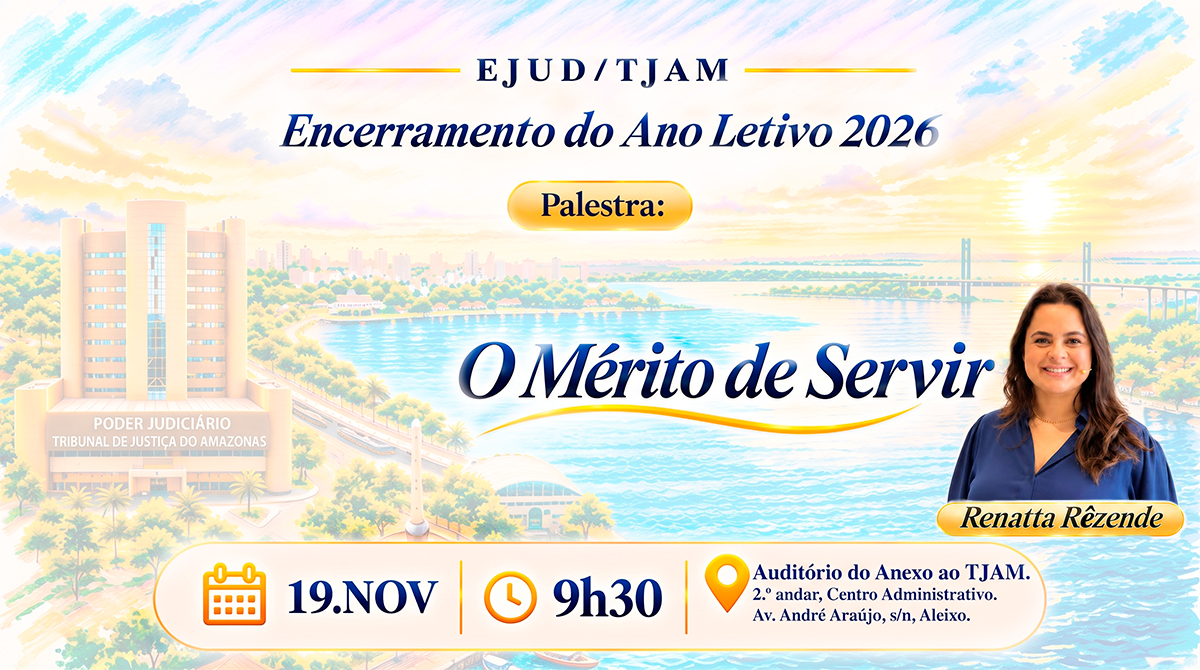 EJUD/TJAM
Encerramento do Ano Letivo 2026
Palestra:
O Mérito de Servir
PODER JUDICIÁRIO
TRIBUNAL DE JUSTIÇA DO AMAZONAS
Renatta Rêzende
19.NOV
9h30
Auditório do Anexo ao TJAM.
2.º andar, Centro Administrativo.
Av. André Araújo, s/n, Aleixo.